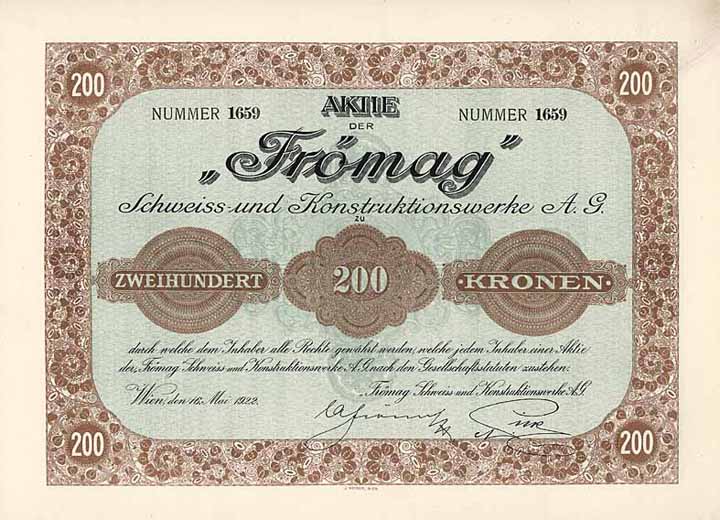 200 200
NUMMER 1659 AKTIE NUMMER 1659
DER
„Frömag”
Schweiss- und Konstruktionswerke A. G.
ZU
ZWEIHUNDERT 200 KRONEN
durch welche dem Inhaber alle Rechte gewährt werden, welche jedem Inhaber einer Aktie
der „Frömag Schweiss und Konstruktionswerke A. G. nach den Gesellschaftsstatuten zustehen.
Wien, den 16. Mai 1922. „Frömag Schweiss und Konstruktionswerke A. G.
200 200